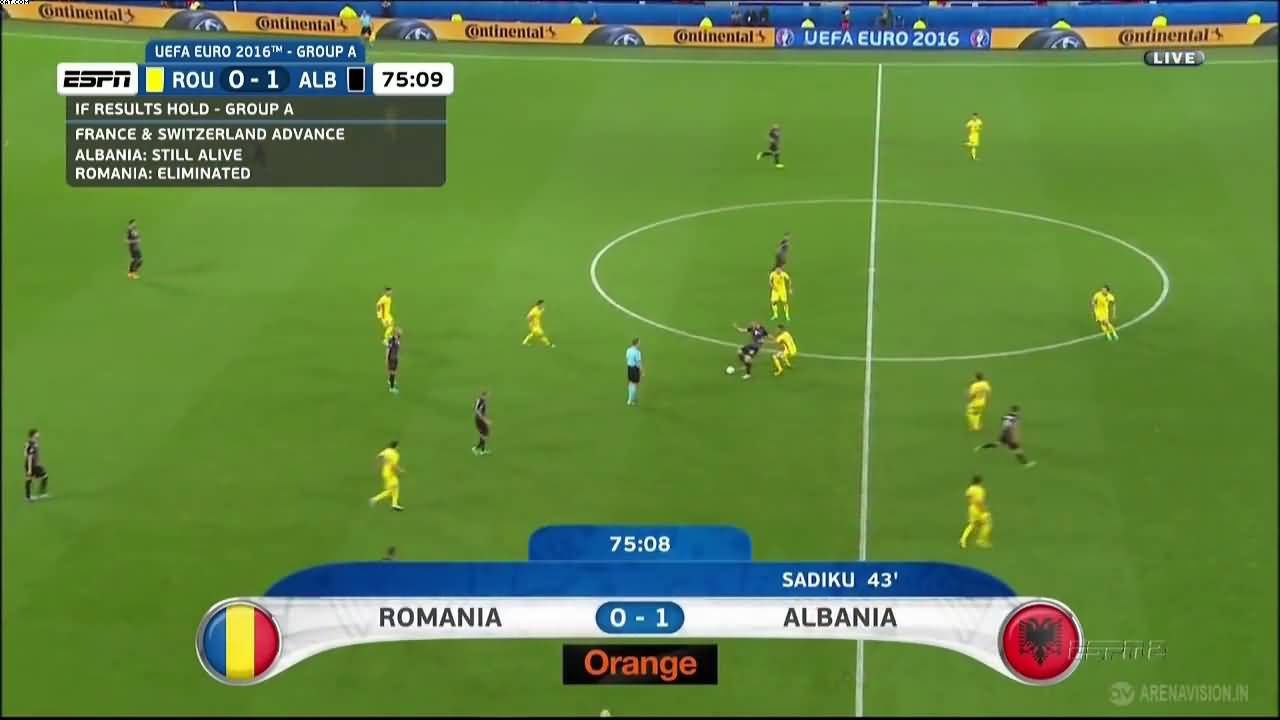 Continental
Continental
Continental
UEFA EURO 2016
Continental
UEFA EURO 2016™ - GROUP A
LIVE
ESPN ROU 0 - 1 ALB 75:09
IF RESULTS HOLD - GROUP A
FRANCE & SWITZERLAND ADVANCE
ALBANIA: STILL ALIVE
ROMANIA: ELIMINATED
75:08
SADIKU 43'
ROMANIA 0 - 1 ALBANIA
ESPN 2
Orange
ARENAVISION.IN